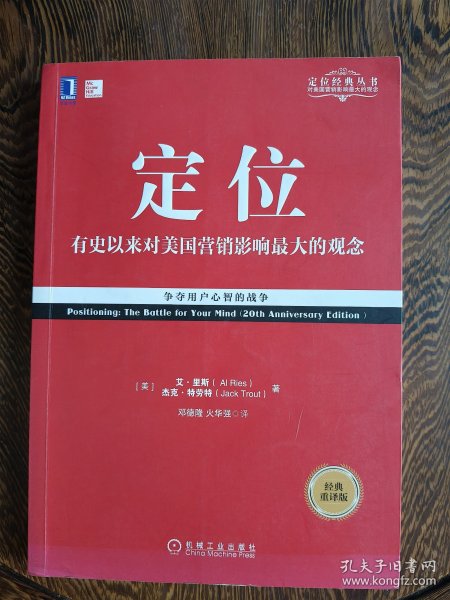 Mc
Graw
Hill
Education
定位经典丛书
对美国营销影响最大的观念
定位
有史以来对美国营销影响最大的观念
争夺用户心智的战争
Positioning: The Battle for Your Mind (20th Anniversary Edition )
[美] 艾·里斯(Al Ries)
杰克·特劳特(Jack Trout) 著
邓德隆 火华强◎译
经典
重译版
机械工业出版社
China Machine Press
孔夫子旧书网
www.kongfz.com